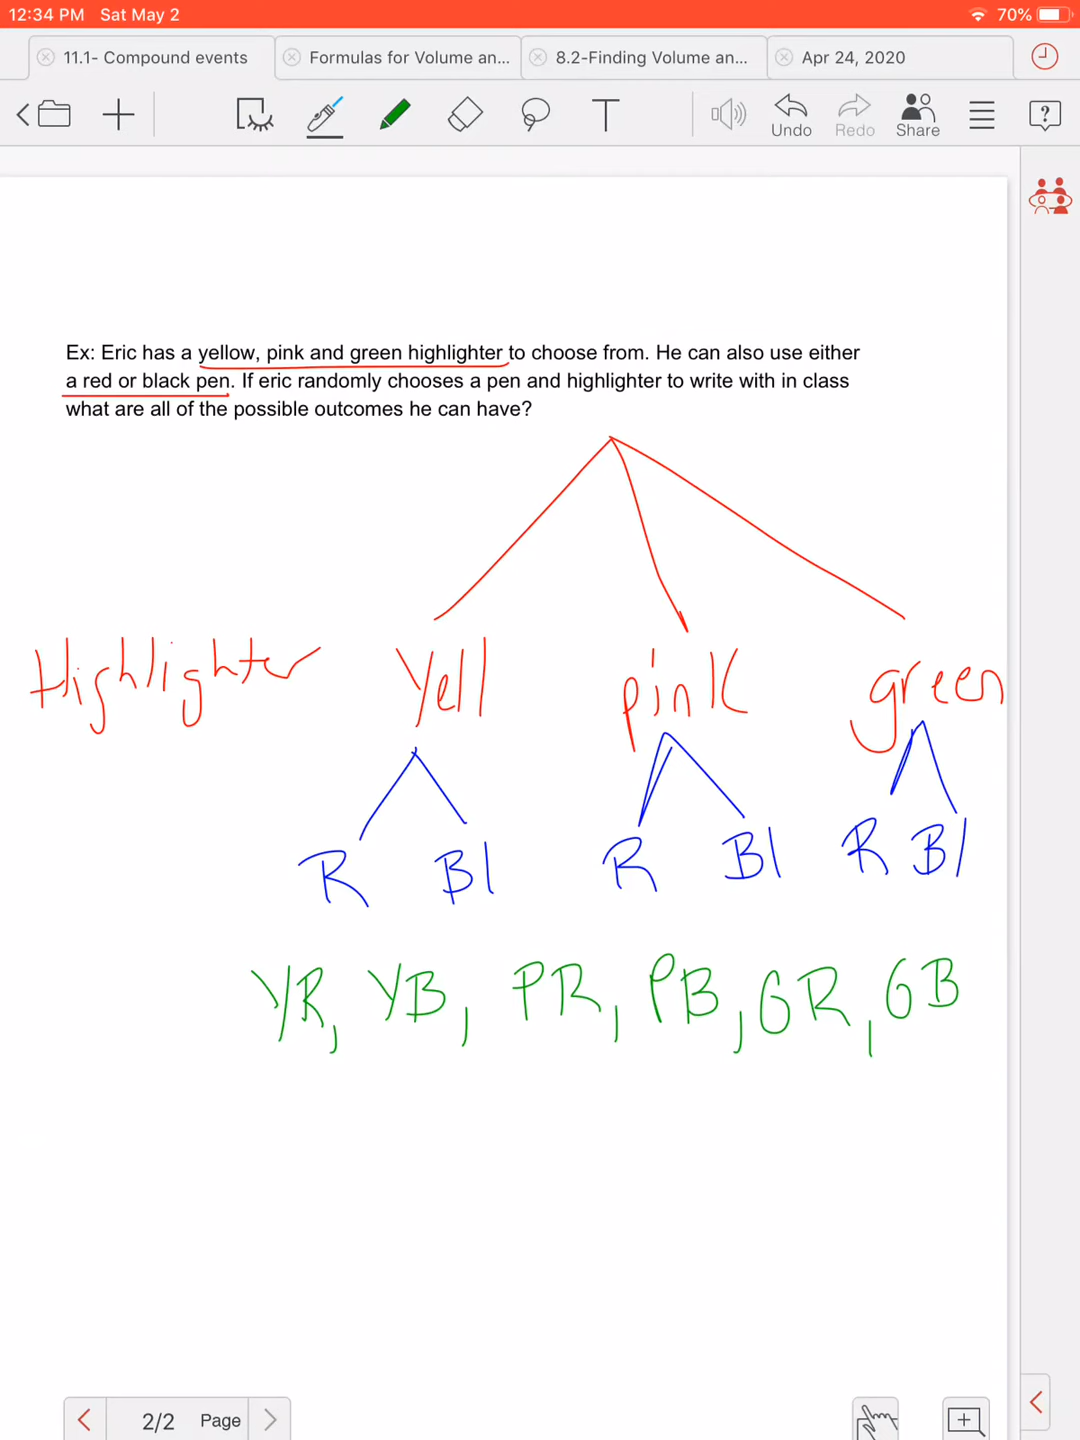 12:34 PM Sat May 2 70%
11.1- Compound events Formulas for Volume an... 8.2-Finding Volume an... Apr 24, 2020
T Undo Redo Share ?
Ex: Eric has a yellow, pink and green highlighter to choose from. He can also use either
a red or black pen. If eric randomly chooses a pen and highlighter to write with in class
what are all of the possible outcomes he can have?
Highlighter Yell pink green
R Bl R Bl R Bl
YR, YB, PR, PB, GR, GB
2/2 Page